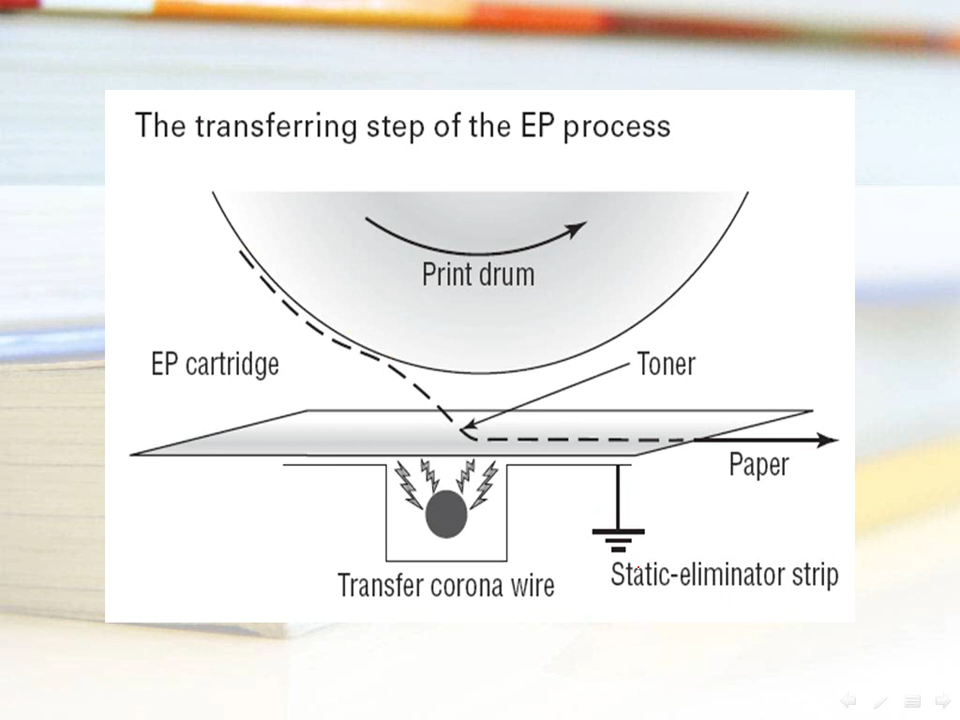 The transferring step of the EP process
Print drum
EP cartridge
Toner
Paper
Transfer corona wire
Static-eliminator strip